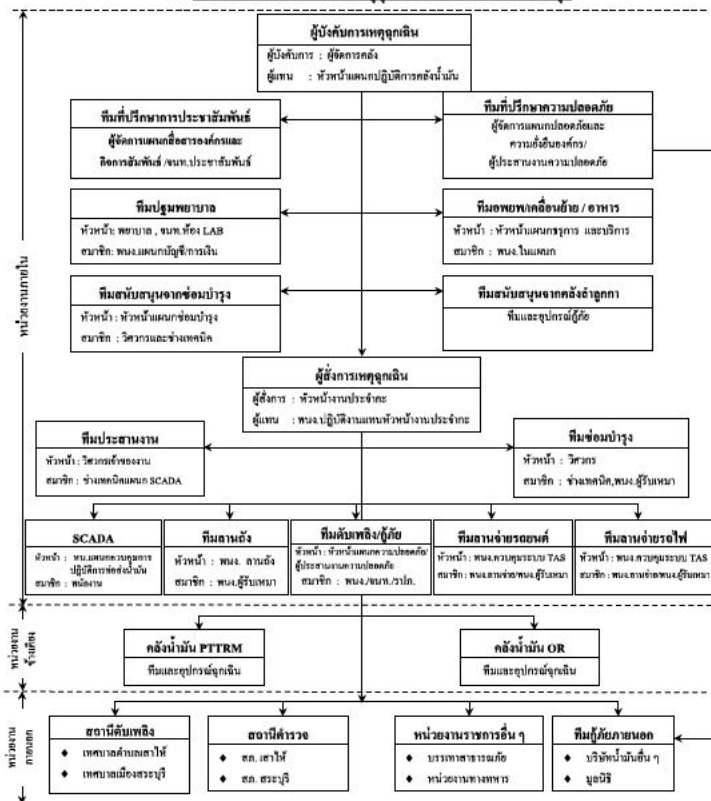 ผู้บังคับการเหตุฉุกเฉิน
ผู้บังคับการ : ผู้จัดการคลัง
ผู้แทน : หัวหน้าแผนกปฏิบัติการคลังน้ำมัน
ทีมที่ปรึกษาการประชาสัมพันธ์
ผู้จัดการแผนกสื่อสารองค์กรและ
กิจการสัมพันธ์ /จนท.ประชาสัมพันธ์
ทีมที่ปรึกษาความปลอดภัย
ผู้จัดการแผนกปลอดภัยและ
ความยั่งยืนองค์กร/
ผู้ประสานงานความปลอดภัย
ทีมปฐมพยาบาล
หัวหน้า: พยาบาล , จนท.ห้อง LAB
สมาชิก: พนง.แผนกบัญชี/การเงิน
ทีมอพยพ/เคลื่อนย้าย / อาหาร
หัวหน้า : หัวหน้าแผนกธุรการ และบริการ
สมาชิก : พนง.ในแผนก
ทีมสนับสนุนจากซ่อมบำรุง
หัวหน้า : หัวหน้าแผนกซ่อมบำรุง
สมาชิก : วิศวกรและช่างเทคนิค
ทีมสนับสนุนจากคลังลำลูกกา
ทีมและอุปกรณ์กู้ภัย
หน่วยงานภายใน
ผู้สั่งการเหตุฉุกเฉิน
ผู้สั่งการ : หัวหน้างานประจำกะ
ผู้แทน : พนง.ปฏิบัติงานแทนหัวหน้างานประจำกะ
ทีมประสานงาน
หัวหน้า : วิศวกรเจ้าของงาน
สมาชิก : ช่างเทคนิคแผนก SCADA
ทีมซ่อมบำรุง
หัวหน้า : วิศวกร
สมาชิก : ช่างเทคนิค,พนง.ผู้รับเหมา
SCADA
หัวหน้า : หน.แผนกควบคุมการ
ปฏิบัติการท่อส่งน้ำมัน
สมาชิก : พนักงาน
ทีมลานถัง
หัวหน้า : พนง. ลานถัง
สมาชิก : พนง.ผู้รับเหมา
ทีมดับเพลิง/กู้ภัย
หัวหน้า : หัวหน้าแผนกความปลอดภัย/
ผู้ประสานงานความปลอดภัย
สมาชิก : พนง./จนท./รปภ.
ทีมลานจ่ายรถยนต์
หัวหน้า : พนง.ควบคุมระบบ TAS
สมาชิก : พนง.ลานจ่าย/พนง.ผู้รับเหมา
ทีมลานจ่ายรถไฟ
หัวหน้า : พนง.ควบคุมระบบ TAS
สมาชิก : พนง.ลานจ่าย/พนง.ผู้รับเหมา
หน่วยงาน
ข้างเคียง
คลังน้ำมัน PTTRM
ทีมและอุปกรณ์ฉุกเฉิน
คลังน้ำมัน OR
ทีมและอุปกรณ์ฉุกเฉิน
หน่วยงาน
ภายนอก
สถานีดับเพลิง
♦ เทศบาลตำบลเสาไห้
♦ เทศบาลเมืองสระบุรี
สถานีตำรวจ
♦ สภ. เสาไห้
♦ สภ. สระบุรี
หน่วยงานราชการอื่น ๆ
♦ บรรเทาสาธารณภัย
♦ หน่วยงานทางทหาร
ทีมกู้ภัยภายนอก
♦ บริษัทน้ำมันอื่น ๆ
♦ มูลนิธิ